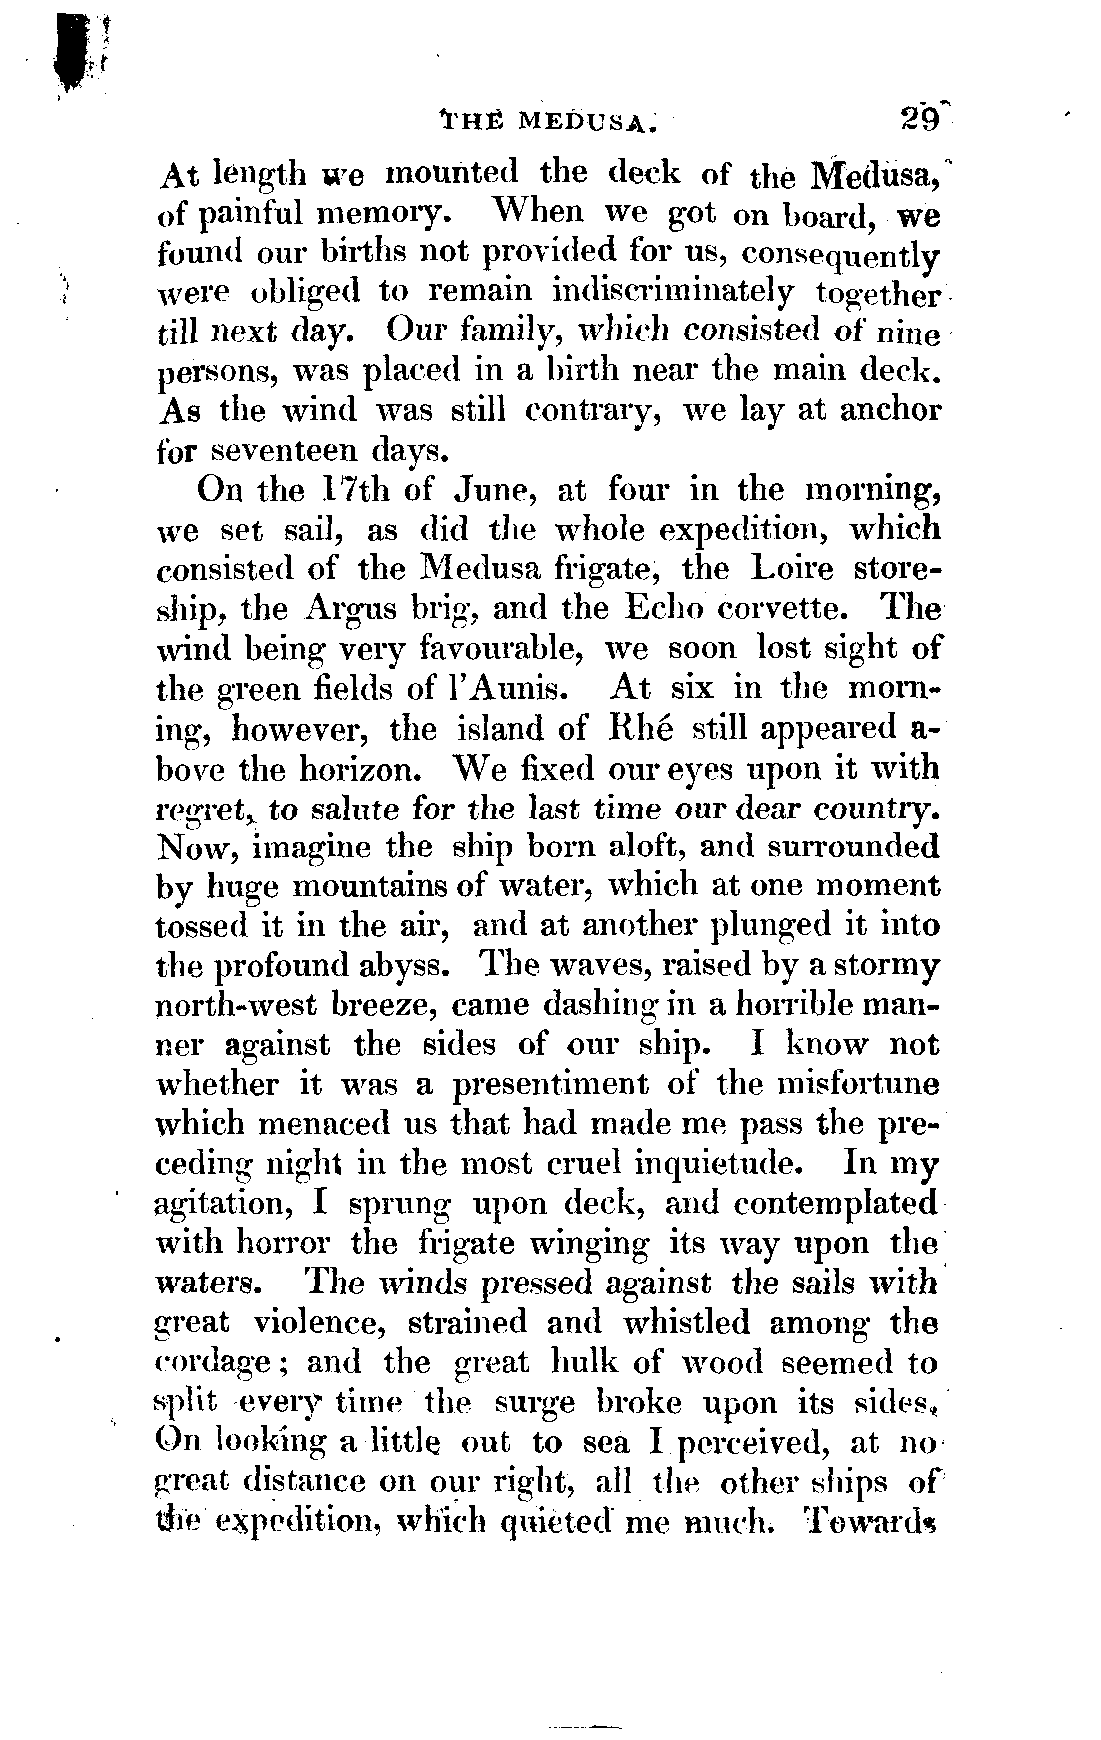 THE MEDUSA. 29
At length we mounted the deck of the Medusa,
of painful memory. When we got on board, we
found our births not provided for us, consequently
were obliged to remain indiscriminately together
till next day. Our family, which consisted of nine
persons, was placed in a birth near the main deck.
As the wind was still contrary, we lay at anchor
for seventeen days.
On the 17th of June, at four in the morning,
we set sail, as did the whole expedition, which
consisted of the Medusa frigate, the Loire store-
ship, the Argus brig, and the Echo corvette. The
wind being very favourable, we soon lost sight of
the green fields of l'Aunis. At six in the morn-
ing, however, the island of Rhé still appeared a-
bove the horizon. We fixed our eyes upon it with
regret, to salute for the last time our dear country.
Now, imagine the ship born aloft, and surrounded
by huge mountains of water, which at one moment
tossed it in the air, and at another plunged it into
the profound abyss. The waves, raised by a stormy
north-west breeze, came dashing in a horrible man-
ner against the sides of our ship. I know not
whether it was a presentiment of the misfortune
which menaced us that had made me pass the pre-
ceding night in the most cruel inquietude. In my
agitation, I sprung upon deck, and contemplated
with horror the frigate winging its way upon the
waters. The winds pressed against the sails with
great violence, strained and whistled among the
cordage; and the great hulk of wood seemed to
split every time the surge broke upon its sides.
On looking a little out to sea I perceived, at no
great distance on our right, all the other ships of
the expedition, which quieted me much. Towards